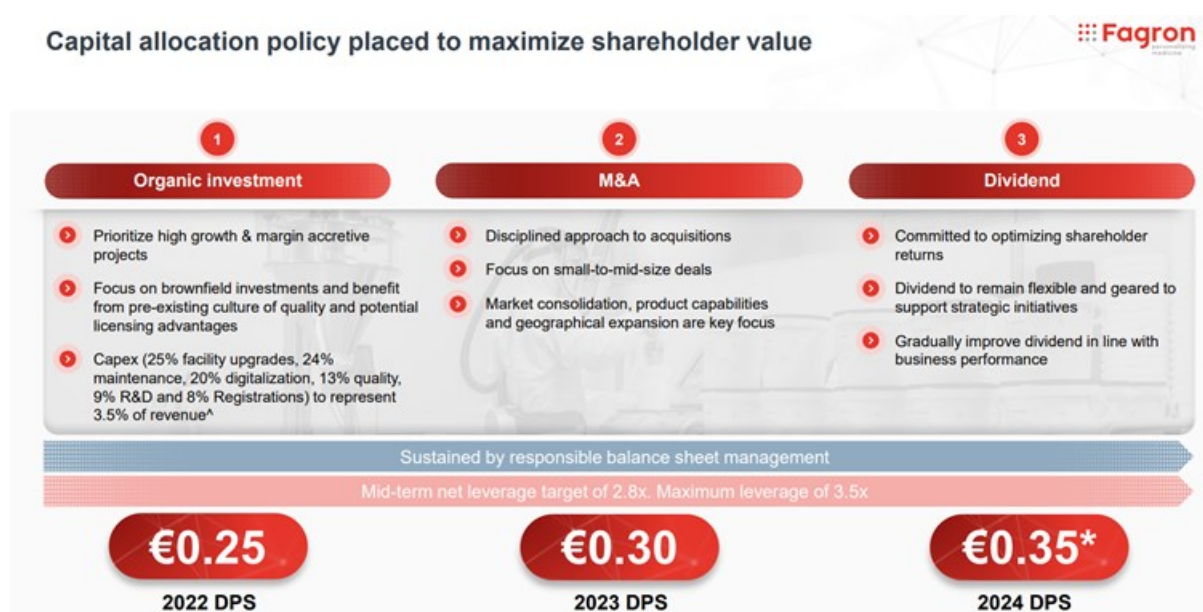 Capital allocation policy placed to maximize shareholder value
Fagron
personalizing
medicine
1
Organic investment
Prioritize high growth & margin accretive
projects
Focus on brownfield investments and benefit
from pre-existing culture of quality and potential
licensing advantages
Capex (25% facility upgrades, 24%
maintenance, 20% digitalization, 13% quality,
9% R&D and 8% Registrations) to represent
3.5% of revenue^
2
M&A
Disciplined approach to acquisitions
Focus on small-to-mid-size deals
Market consolidation, product capabilities
and geographical expansion are key focus
3
Dividend
Committed to optimizing shareholder
returns
Dividend to remain flexible and geared to
support strategic initiatives
Gradually improve dividend in line with
business performance
Sustained by responsible balance sheet management
Mid-term net leverage target of 2.8x. Maximum leverage of 3.5x
€0.25
2022 DPS
€0.30
2023 DPS
€0.35*
2024 DPS